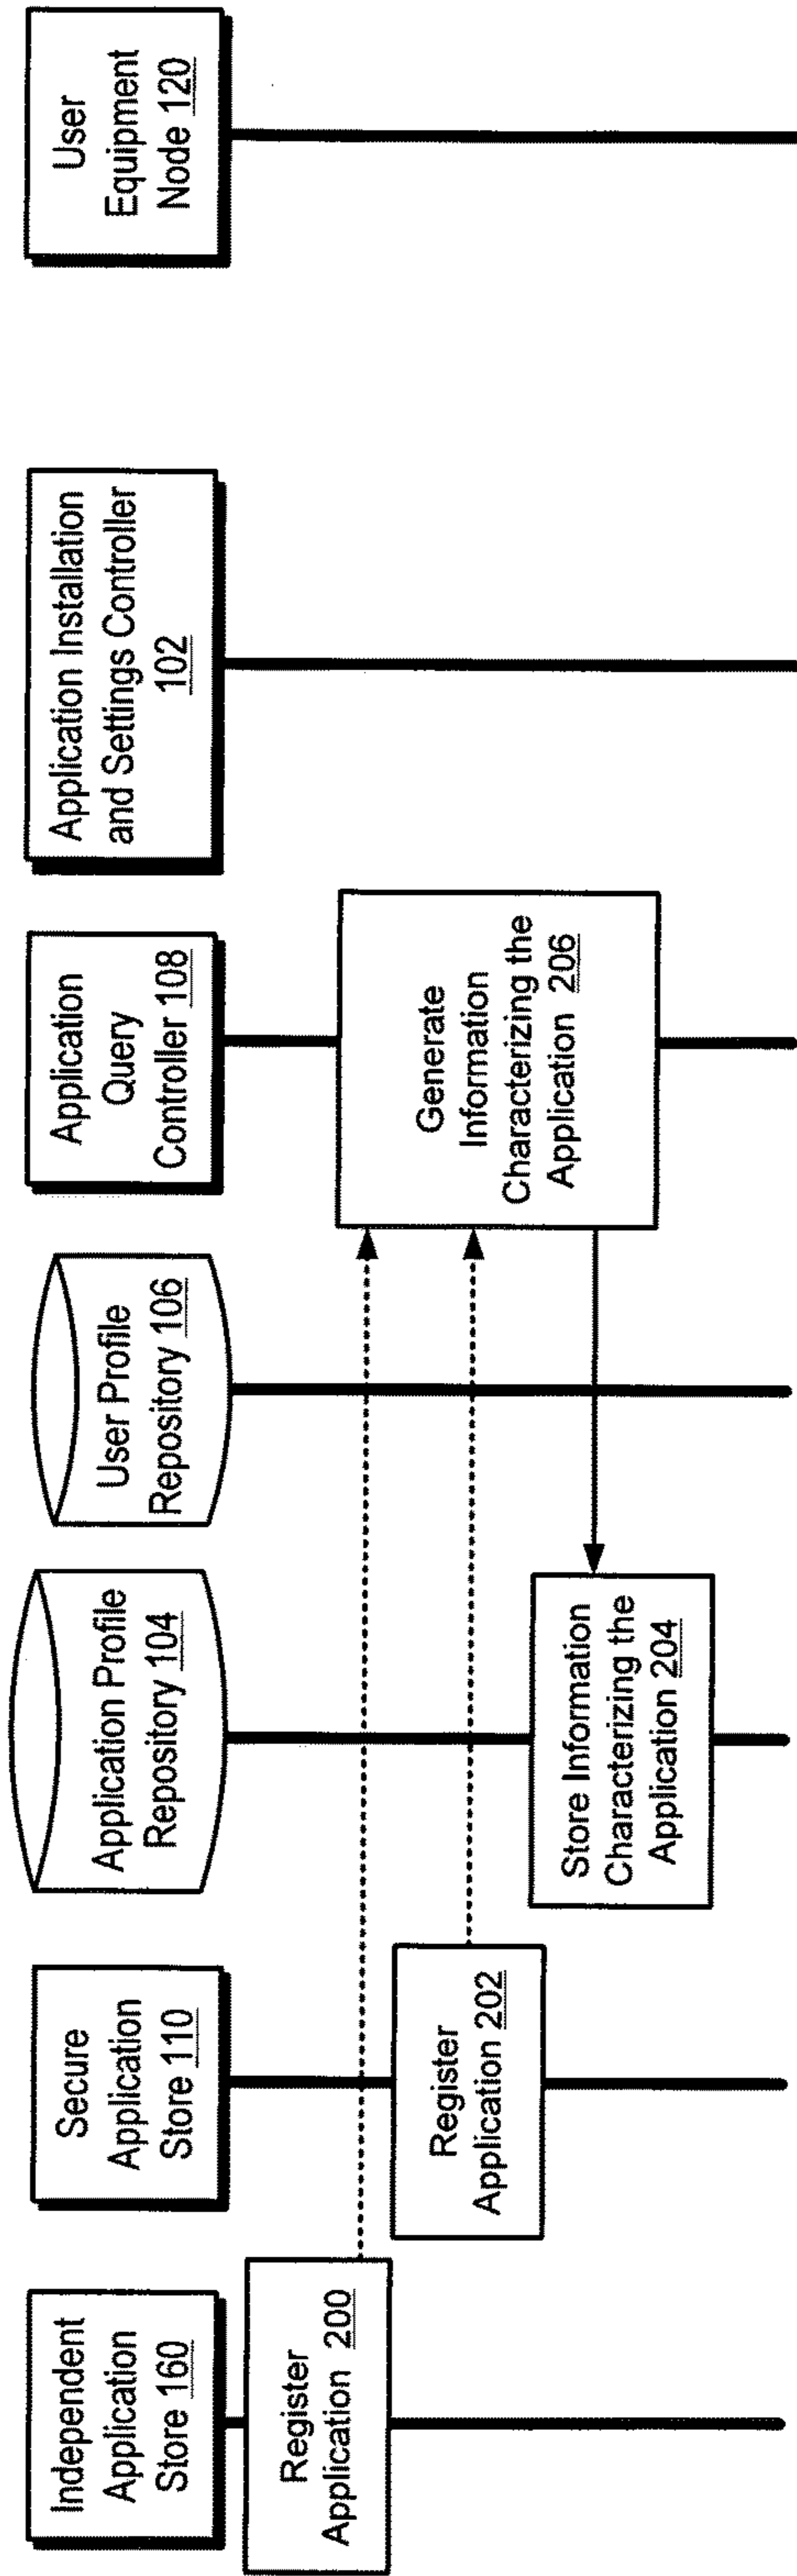 Independent
Application
Store 160
Secure
Application
Store 110
Application Profile
Repository 104
User Profile
Repository 106
Application
Query
Controller 108
Application Installation
and Settings Controller
102
User
Equipment
Node 120
Register
Application 200
Register
Application 202
Store Information
Characterizing the
Application 204
Generate
Information
Characterizing the
Application 206